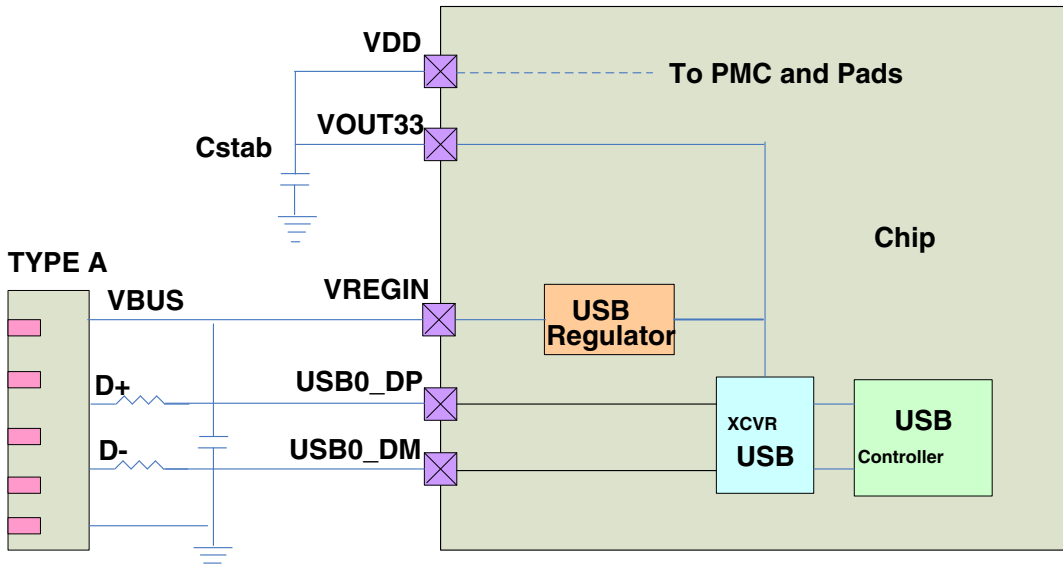 VDD
To PMC and Pads
VOUT33
Cstab
Chip
TYPE A
VBUS
VREGIN
USB
Regulator
D+
USB0_DP
D-
USB0_DM
XCVR
USB
USB
Controller